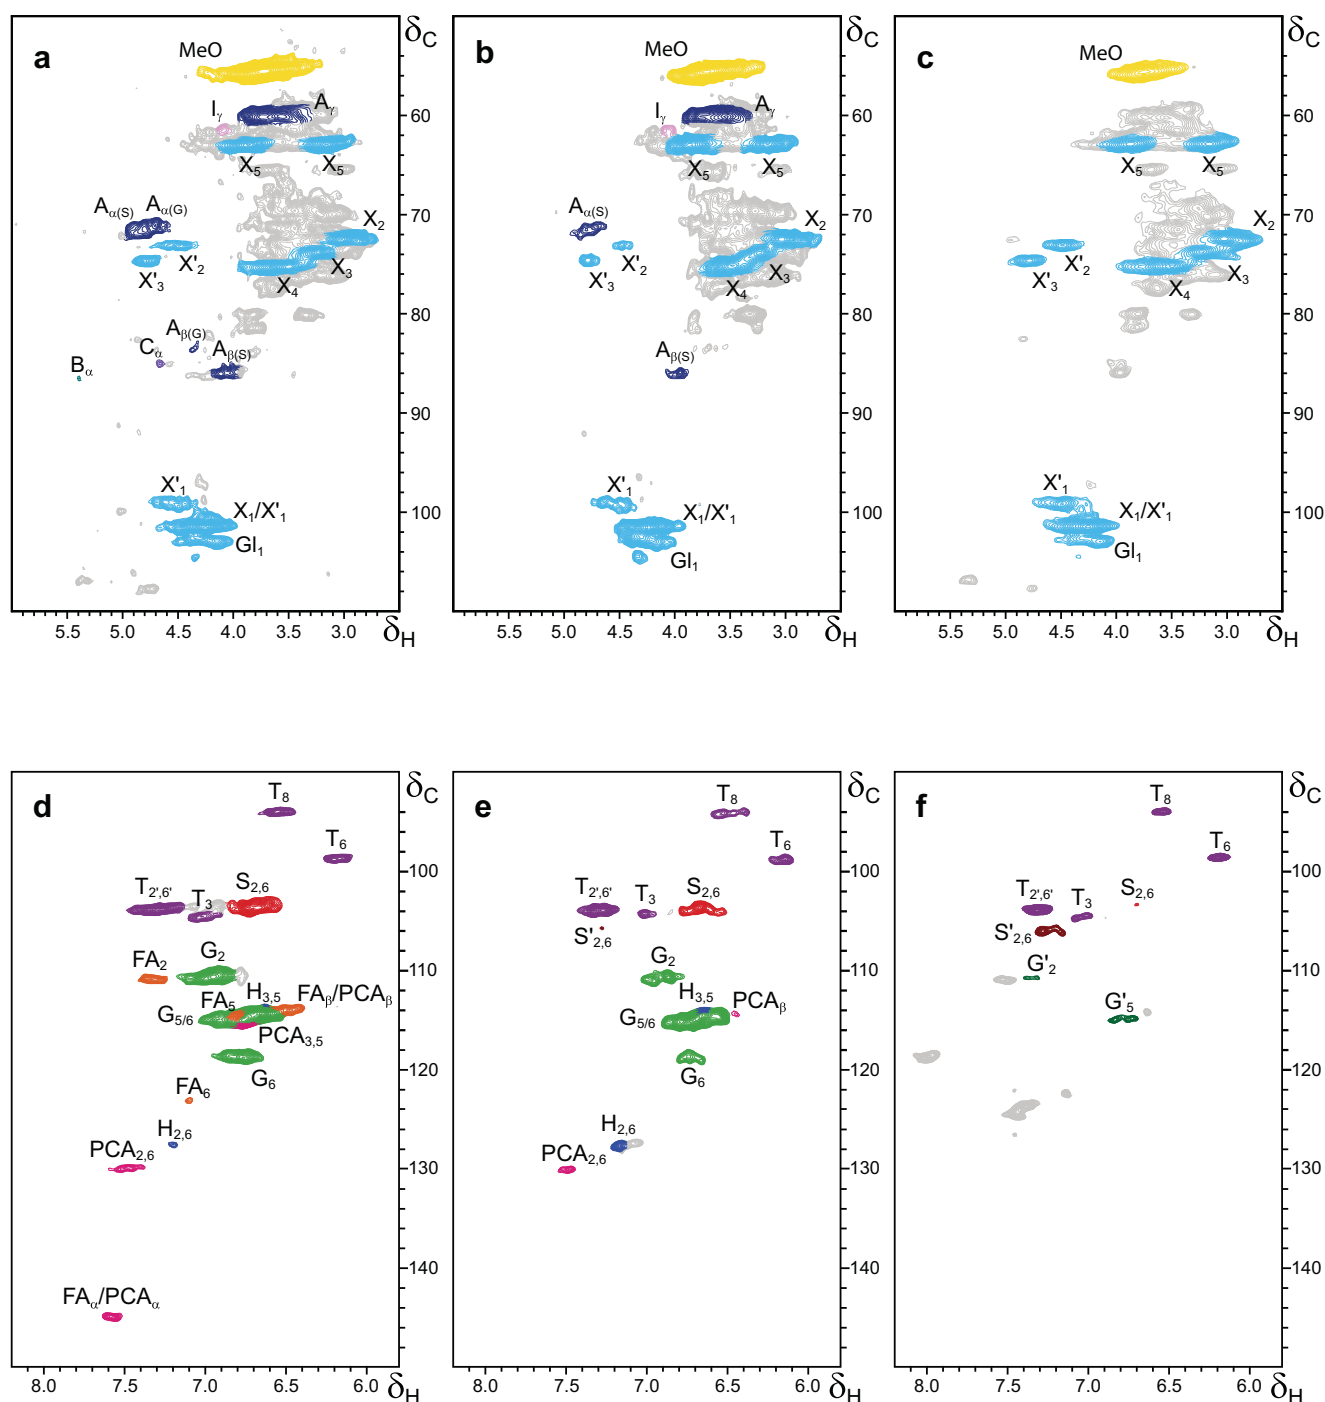 a
MeO
δC
Iγ
Aγ
60
X5
X5
Aα(S)
Aα(G)
70
X2
X'2
X'3
X3
X4
80
Aβ(G)
Cα
Aβ(S)
Bα
90
X'1
X1/X'1
100
Gl1
5.5 5.0 4.5 4.0 3.5 3.0
δH
b
MeO
δC
Iγ
Aγ
60
X5
X5
Aα(S)
70
X2
X'2
X'3
X3
X4
80
Aβ(S)
90
X'1
X1/X'1
100
Gl1
5.5 5.0 4.5 4.0 3.5 3.0
δH
c
MeO
δC
60
X5
X5
70
X2
X'2
X'3
X3
X4
80
90
X'1
X1/X'1
100
Gl1
5.5 5.0 4.5 4.0 3.5 3.0
δH
d
T8
δC
T6
100
T2',6'
T3
S2,6
G2
FA2
110
H3,5
FAβ/PCAβ
FA5
G5/6
PCA3,5
G6
120
FA6
H2,6
PCA2,6
130
140
FAα/PCAα
8.0 7.5 7.0 6.5 6.0
δH
e
T8
δC
T6
100
T2',6'
T3
S2,6
S'2,6
G2
110
H3,5
PCAβ
G5/6
G6
120
H2,6
PCA2,6
130
140
8.0 7.5 7.0 6.5 6.0
δH
f
T8
δC
T6
100
T2',6'
T3
S2,6
S'2,6
G'2
110
G'5
120
130
140
8.0 7.5 7.0 6.5 6.0
δH